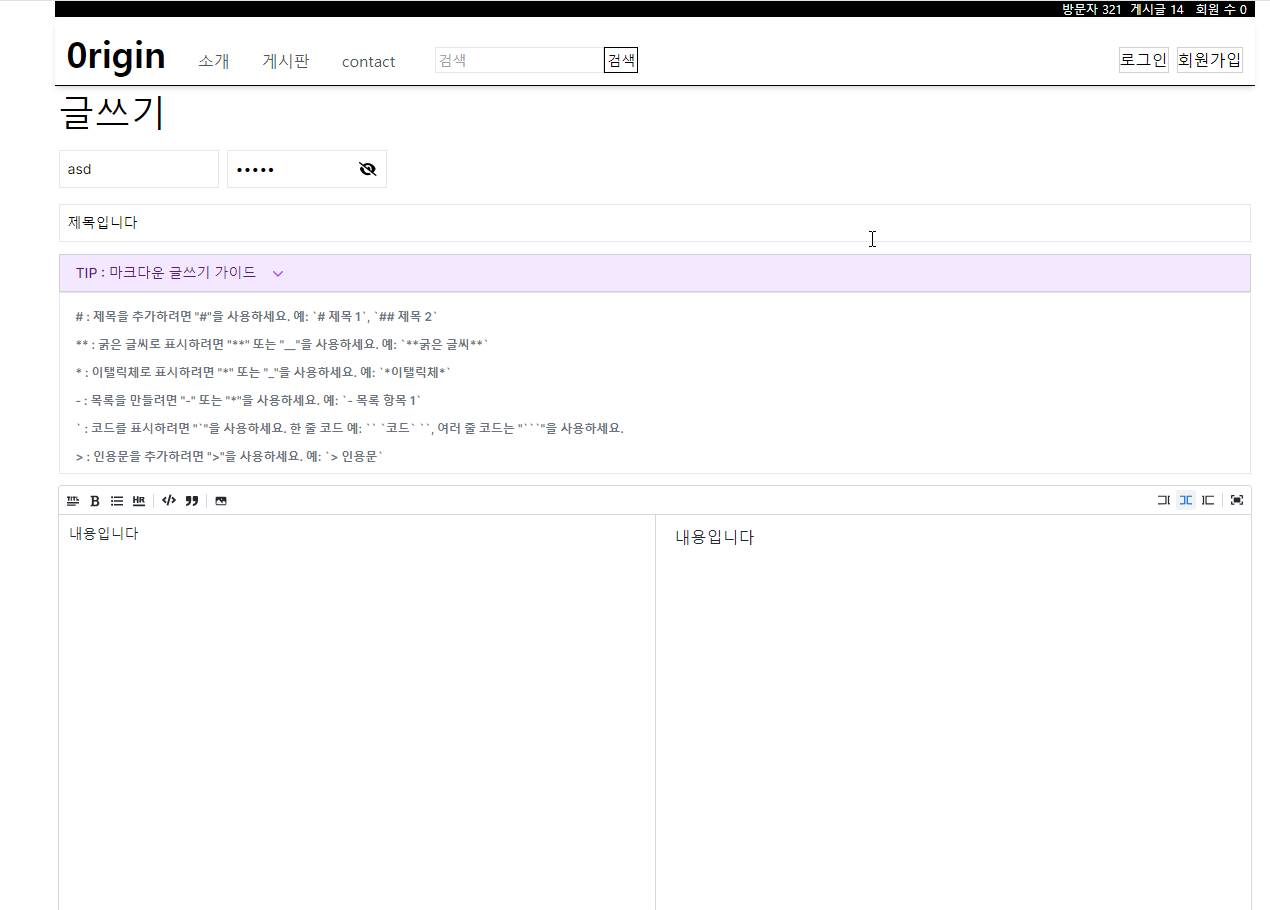 방문자 321 게시글 14 회원 수 0
0rigin 소개 게시판 contact 검색 검색 로그인 회원가입
글쓰기
asd •••••
제목입니다
TIP : 마크다운 글쓰기 가이드
# : 제목을 추가하려면 "#"을 사용하세요. 예: `# 제목 1`, `## 제목 2`
** : 굵은 글씨로 표시하려면 "**" 또는 "__"을 사용하세요. 예: `**굵은 글씨**`
* : 이탤릭체로 표시하려면 "*" 또는 "_"을 사용하세요. 예: `*이탤릭체*`
- : 목록을 만들려면 "-" 또는 "*"을 사용하세요. 예: `- 목록 항목 1`
` : 코드를 표시하려면 "`"을 사용하세요. 한 줄 코드 예: `` `코드` ``, 여러 줄 코드는 "```"을 사용하세요.
> : 인용문을 추가하려면 ">"을 사용하세요. 예: `> 인용문`
TITL B HR
내용입니다 내용입니다